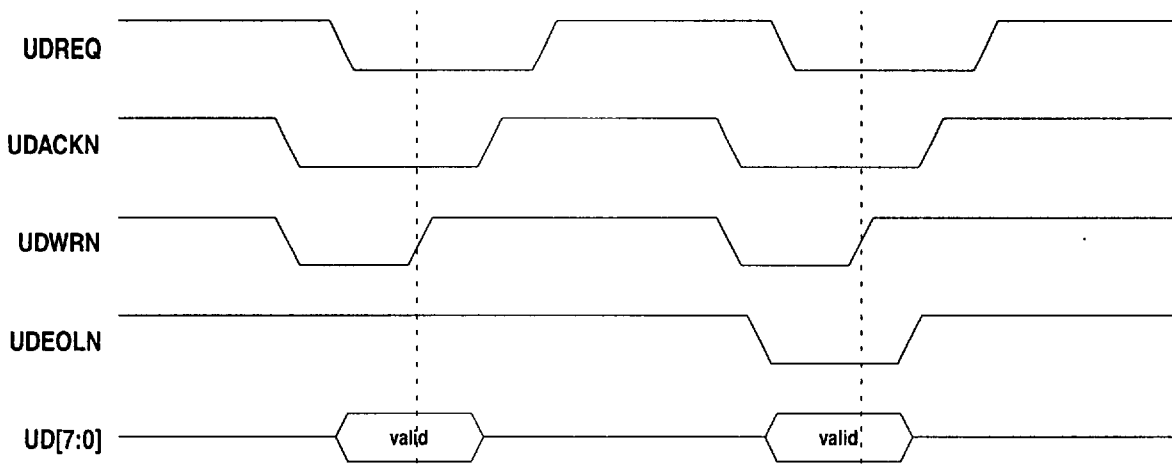 UDREQ
UDACKN
UDWRN
UDEOLN
UD[7:0] valid valid